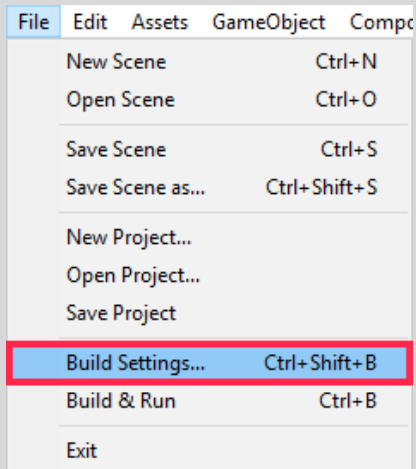 File Edit Assets GameObject
New Scene Ctrl+N
Open Scene Ctrl+O
Save Scene Ctrl+S
Save Scene as... Ctrl+Shift+S
New Project...
Open Project...
Save Project
Build Settings... Ctrl+Shift+B
Build & Run Ctrl+B
Exit